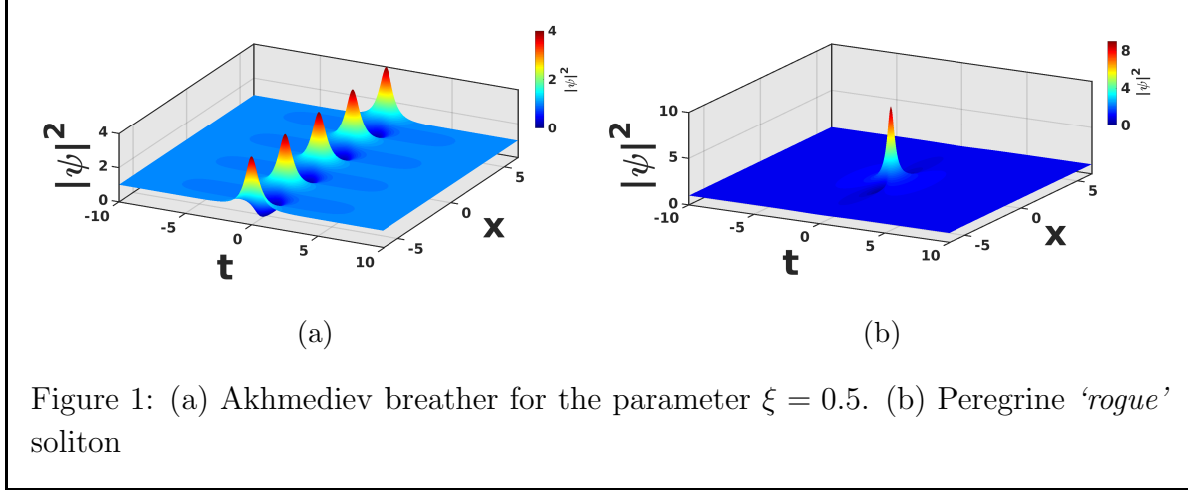 4
2
0
|ψ|²
4
2
0
|ψ|²
-10
-5
0
5
10
t
-5
0
5
x
8
4
0
|ψ|²
10
5
0
|ψ|²
-10
-5
0
5
10
t
-5
0
5
x
(a)
(b)
Figure 1: (a) Akhmediev breather for the parameter ξ = 0.5. (b) Peregrine ‘rogue’
soliton